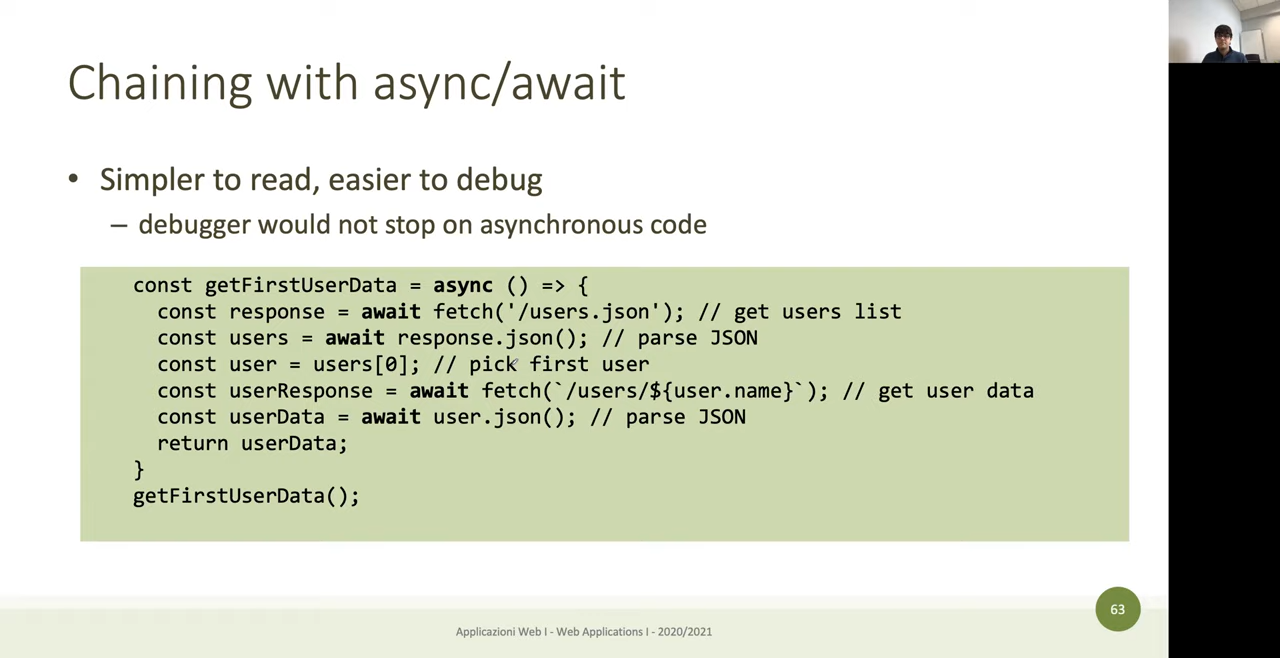 Chaining with async/await
• Simpler to read, easier to debug
– debugger would not stop on asynchronous code
const getFirstUserData = async () => {
  const response = await fetch('/users.json'); // get users list
  const users = await response.json(); // parse JSON
  const user = users[0]; // pick first user
  const userResponse = await fetch(`/users/${user.name}`); // get user data
  const userData = await user.json(); // parse JSON
  return userData;
}
getFirstUserData();
63
Applicazioni Web I - Web Applications I - 2020/2021